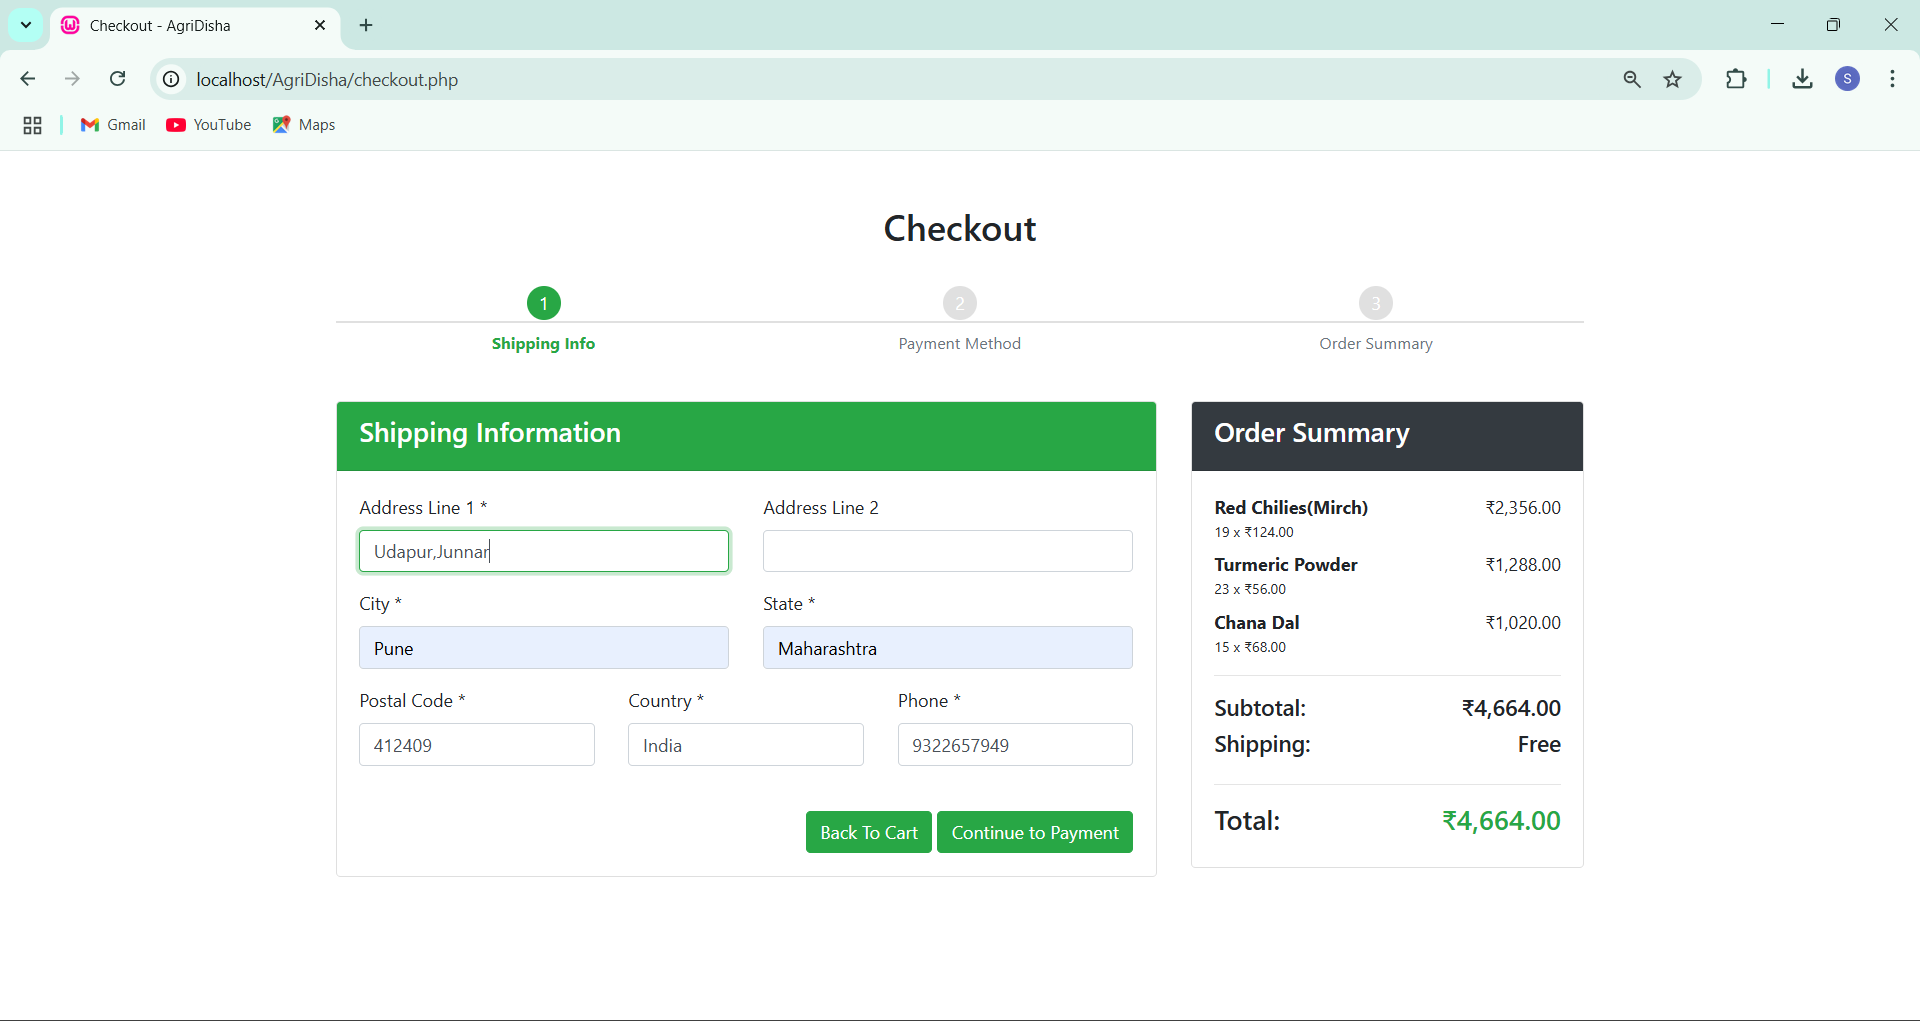 Checkout - AgriDisha
localhost/AgriDisha/checkout.php
S
Gmail
YouTube
Maps
Checkout
1
2
3
Shipping Info
Payment Method
Order Summary
Shipping Information
Address Line 1 *
Address Line 2
Udapur,Junnar
City *
State *
Pune
Maharashtra
Postal Code *
Country *
Phone *
412409
India
9322657949
Back To Cart
Continue to Payment
Order Summary
Red Chilies(Mirch) ₹2,356.00
19 x ₹124.00
Turmeric Powder ₹1,288.00
23 x ₹56.00
Chana Dal ₹1,020.00
15 x ₹68.00
Subtotal: ₹4,664.00
Shipping: Free
Total: ₹4,664.00